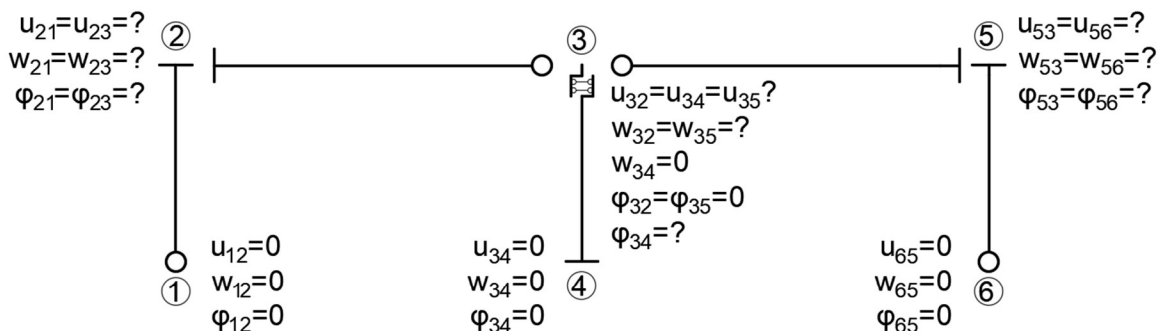 u₂₁=u₂₃=?
w₂₁=w₂₃=?
φ₂₁=φ₂₃=?
②
③
u₃₂=u₃₄=u₃₅?
w₃₂=w₃₅=?
w₃₄=0
φ₃₂=φ₃₅=0
φ₃₄=?
⑤
u₅₃=u₅₆=?
w₅₃=w₅₆=?
φ₅₃=φ₅₆=?
①
u₁₂=0
w₁₂=0
φ₁₂=0
u₃₄=0
w₃₄=0
φ₃₄=0
④
u₆₅=0
w₆₅=0
φ₆₅=0
⑥